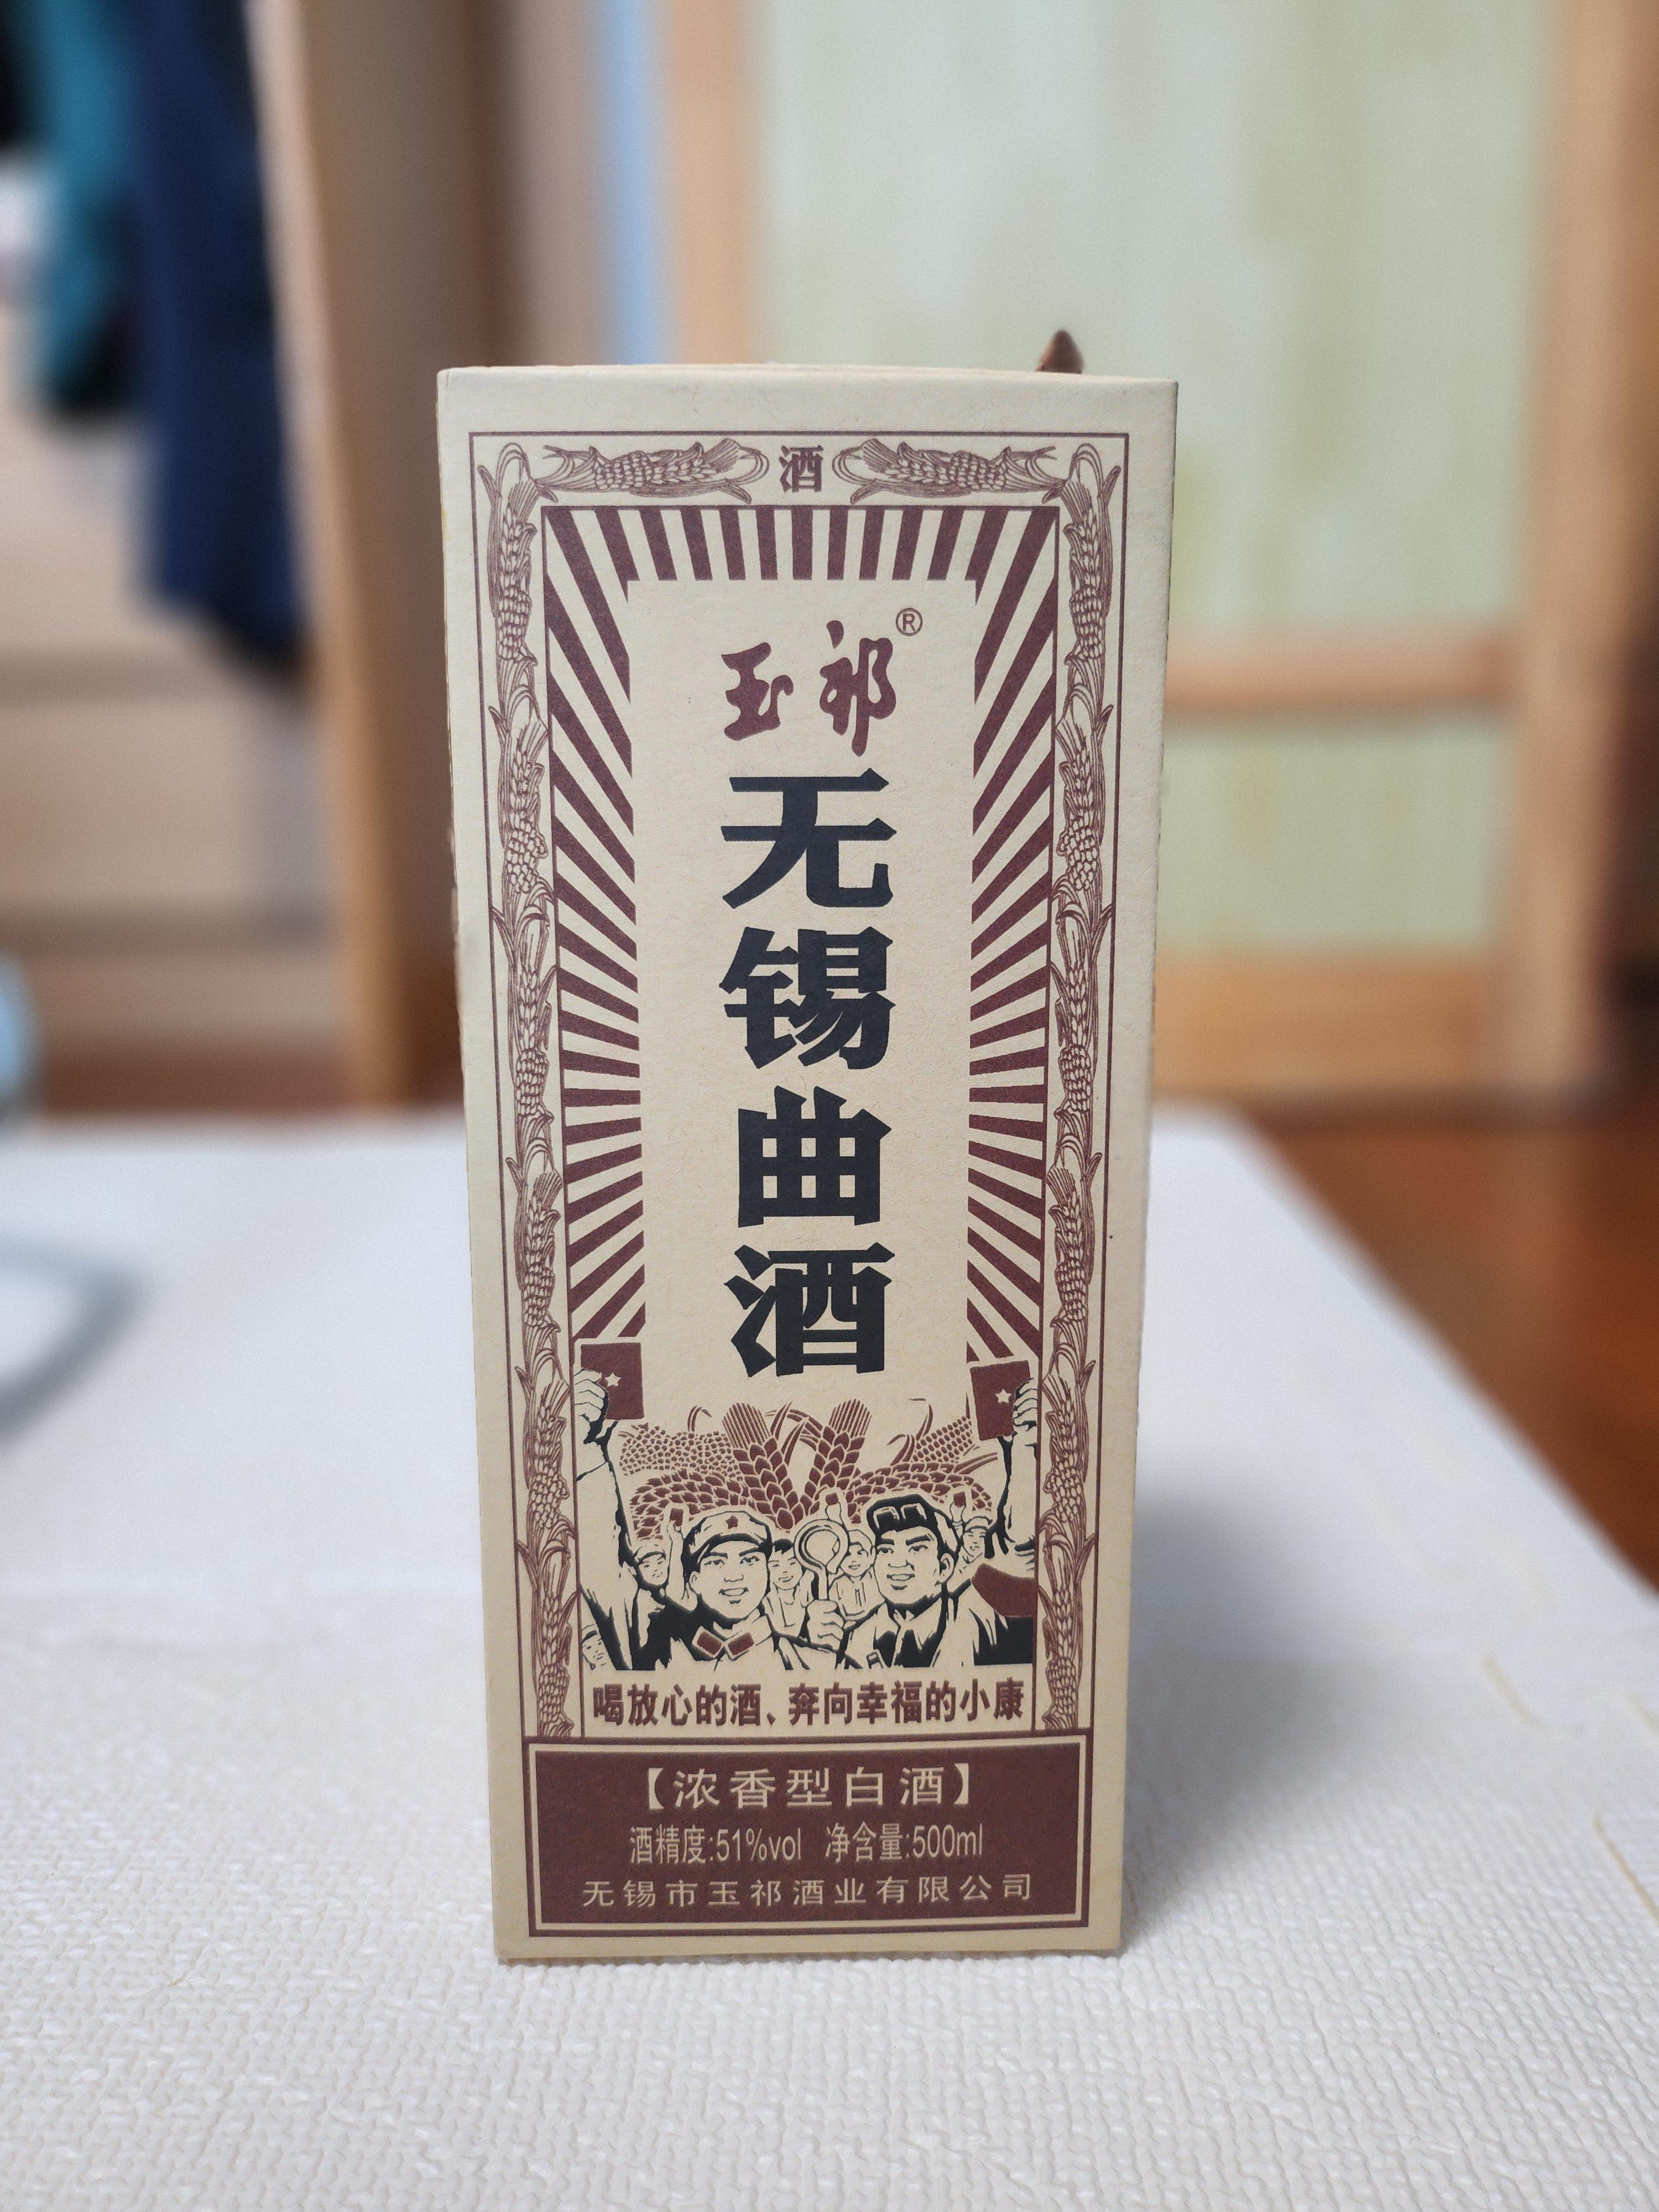 酒
玉祁®
无锡曲酒
喝放心的酒、奔向幸福的小康
【浓香型白酒】
酒精度:51%vol 净含量:500ml
无锡市玉祁酒业有限公司